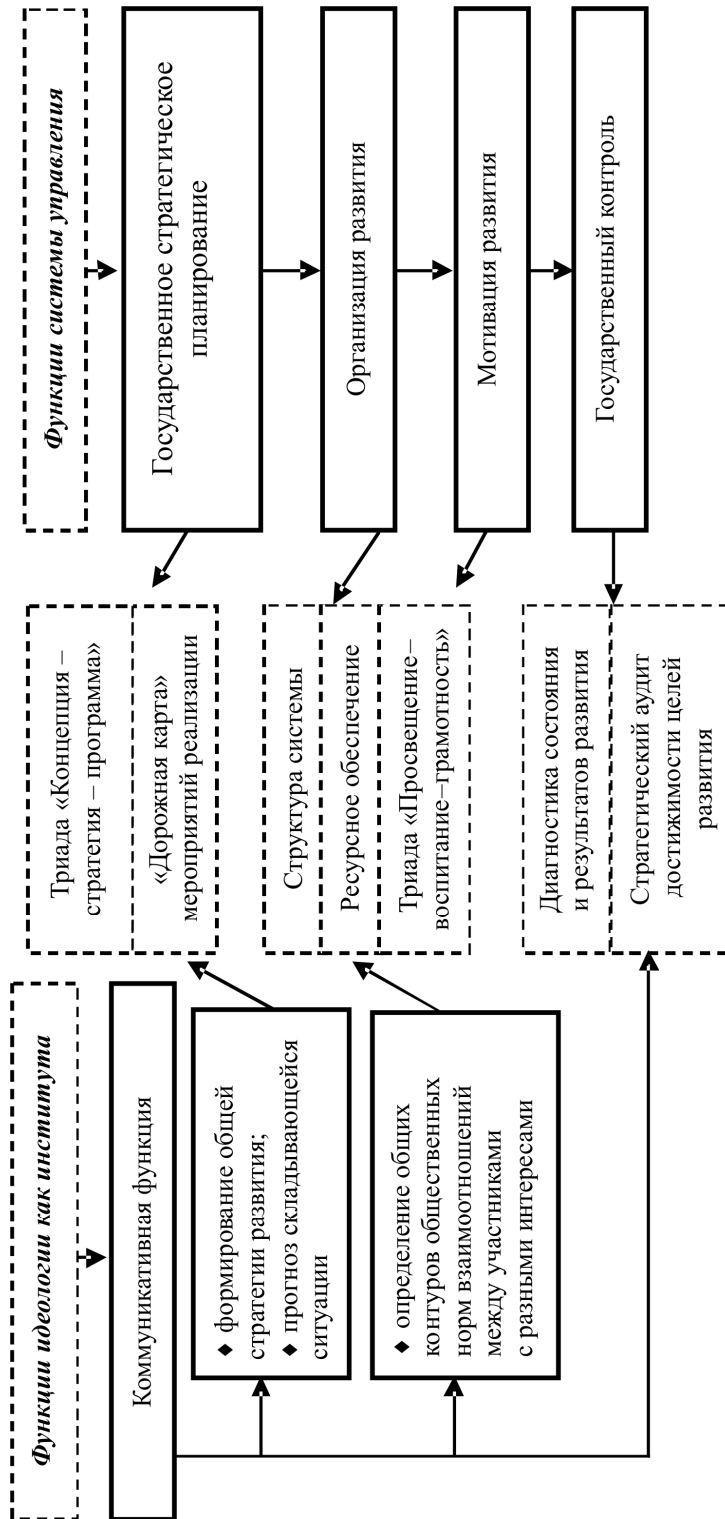 Функции идеологии как института
Коммуникативная функция
♦ формирование общей
стратегии развития;
♦ прогноз складывающейся
ситуации
♦ определение общих
контуров общественных
норм взаимоотношений
между участниками
с разными интересами
Триада «Концепция –
стратегия – программа»
«Дорожная карта»
мероприятий реализации
Структура системы
Ресурсное обеспечение
Триада «Просвещение–
воспитание–грамотность»
Диагностика состояния
и результатов развития
Стратегический аудит
достижимости целей
развития
Функции системы управления
Государственное стратегическое
планирование
Организация развития
Мотивация развития
Государственный контроль